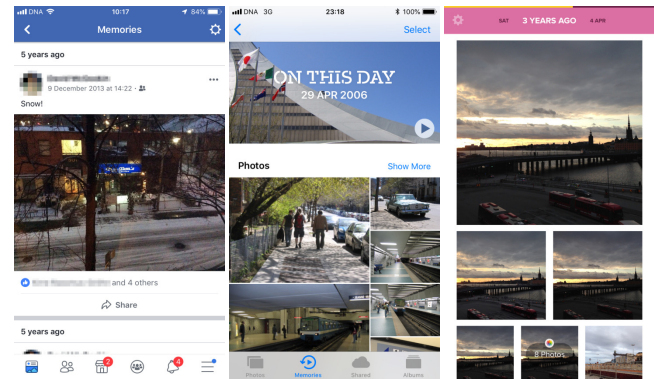 DNA
10:17
84%
Memories
5 years ago
9 December 2013 at 14:22 ·
Snow!
and 4 others
Share
5 years ago
2
4
DNA 3G
23:18
100%
Select
ON THIS DAY
29 APR 2006
Photos
Show More
Photos
Memories
Shared
Albums
SAT
3 YEARS AGO
4 APR
8 Photos